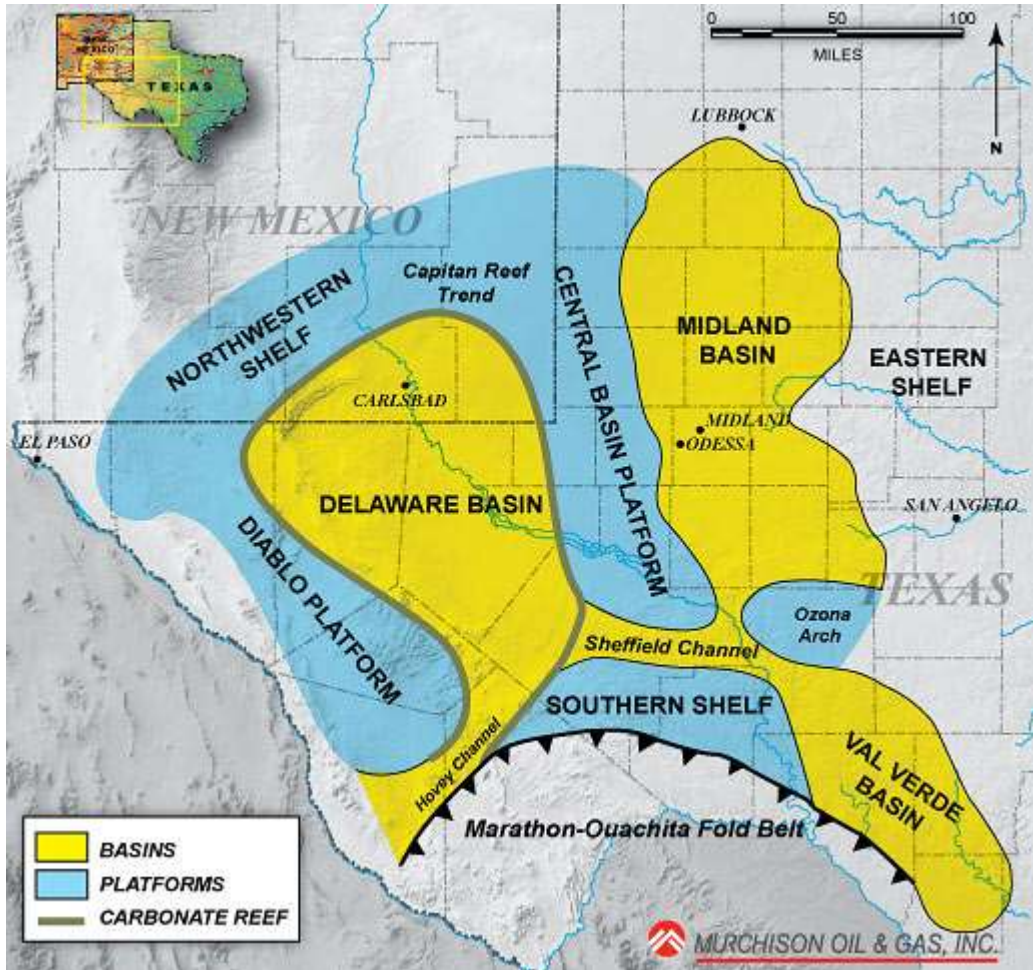 0 100
MILES
NEW
MEXICO
TEXAS
N
LUBBOCK
NEW MEXICO
Capitan Reef
Trend
NORTHWESTERN
SHELF
CENTRAL BASIN PLATFORM
MIDLAND
BASIN
EASTERN
SHELF
CARLSBAD
EL PASO
MIDLAND
ODESSA
DELAWARE BASIN
SAN ANGELO
DIABLO PLATFORM
TEXAS
Ozona
Arch
Sheffield Channel
SOUTHERN SHELF
Hovey Channel
VAL VERDE
BASIN
Marathon-Ouachita Fold Belt
BASINS
PLATFORMS
CARBONATE REEF
MURCHISON OIL & GAS, INC.